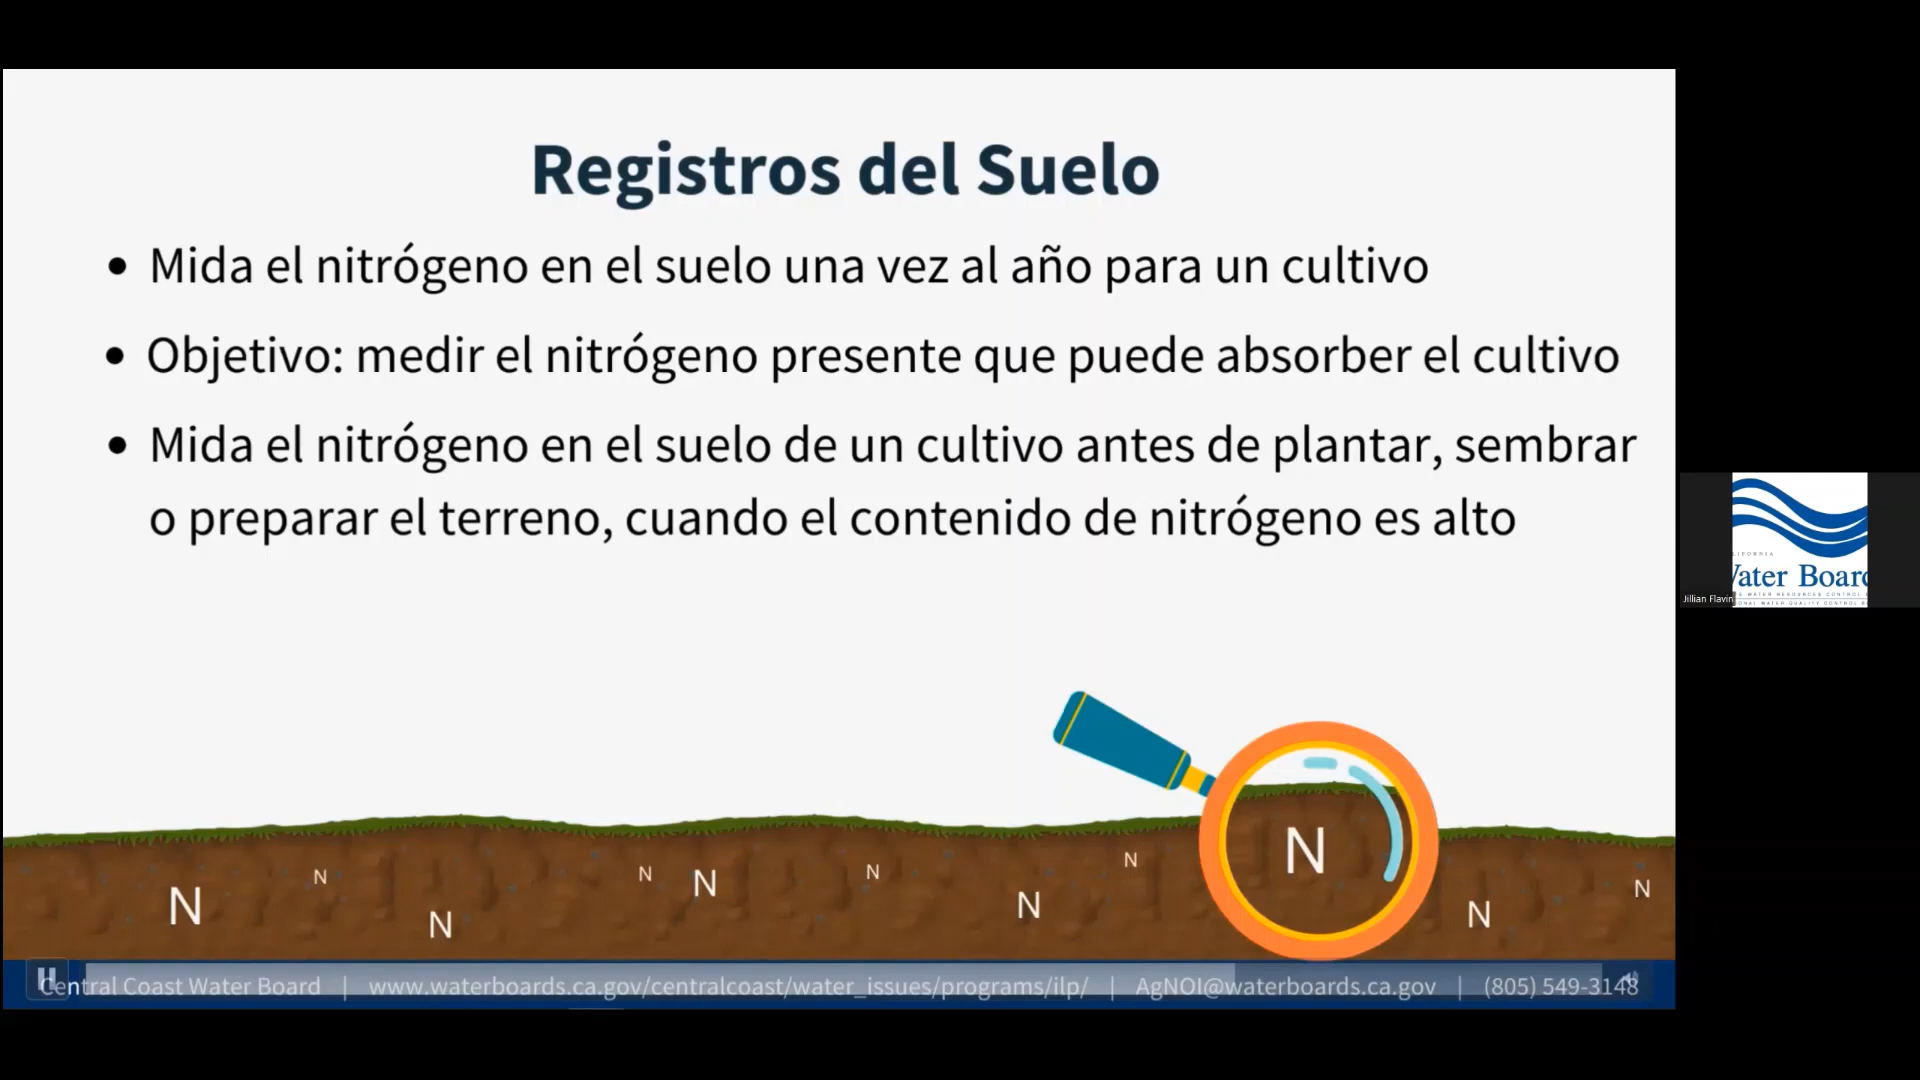 Registros del Suelo
• Mida el nitrógeno en el suelo una vez al año para un cultivo
• Objetivo: medir el nitrógeno presente que puede absorber el cultivo
• Mida el nitrógeno en el suelo de un cultivo antes de plantar, sembrar
o preparar el terreno, cuando el contenido de nitrógeno es alto
LIFORNIA
Water Board
Jillian Flavin
N
N
N
N
N
N
N
N
N
N
N
Central Coast Water Board | www.waterboards.ca.gov/centralcoast/water_issues/programs/ilp/ | AgNOI@waterboards.ca.gov | (805) 549-3148